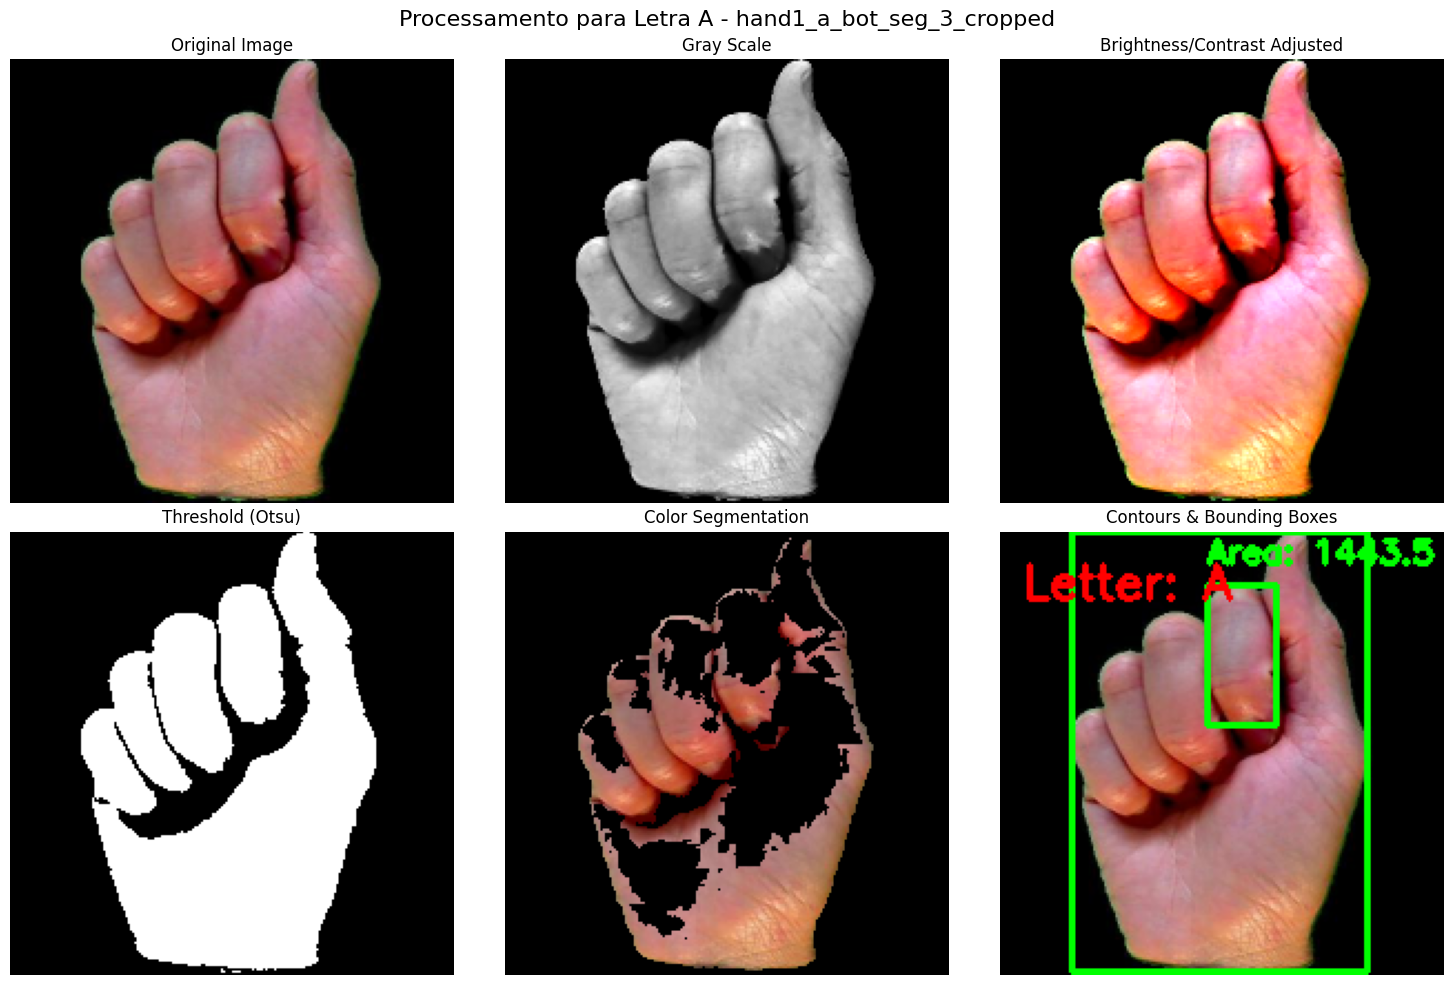 Processamento para Letra A - hand1_a_bot_seg_3_cropped
Original Image
Gray Scale
Brightness/Contrast Adjusted
Threshold (Otsu)
Color Segmentation
Contours & Bounding Boxes
Area: 1443.5
Letter: A